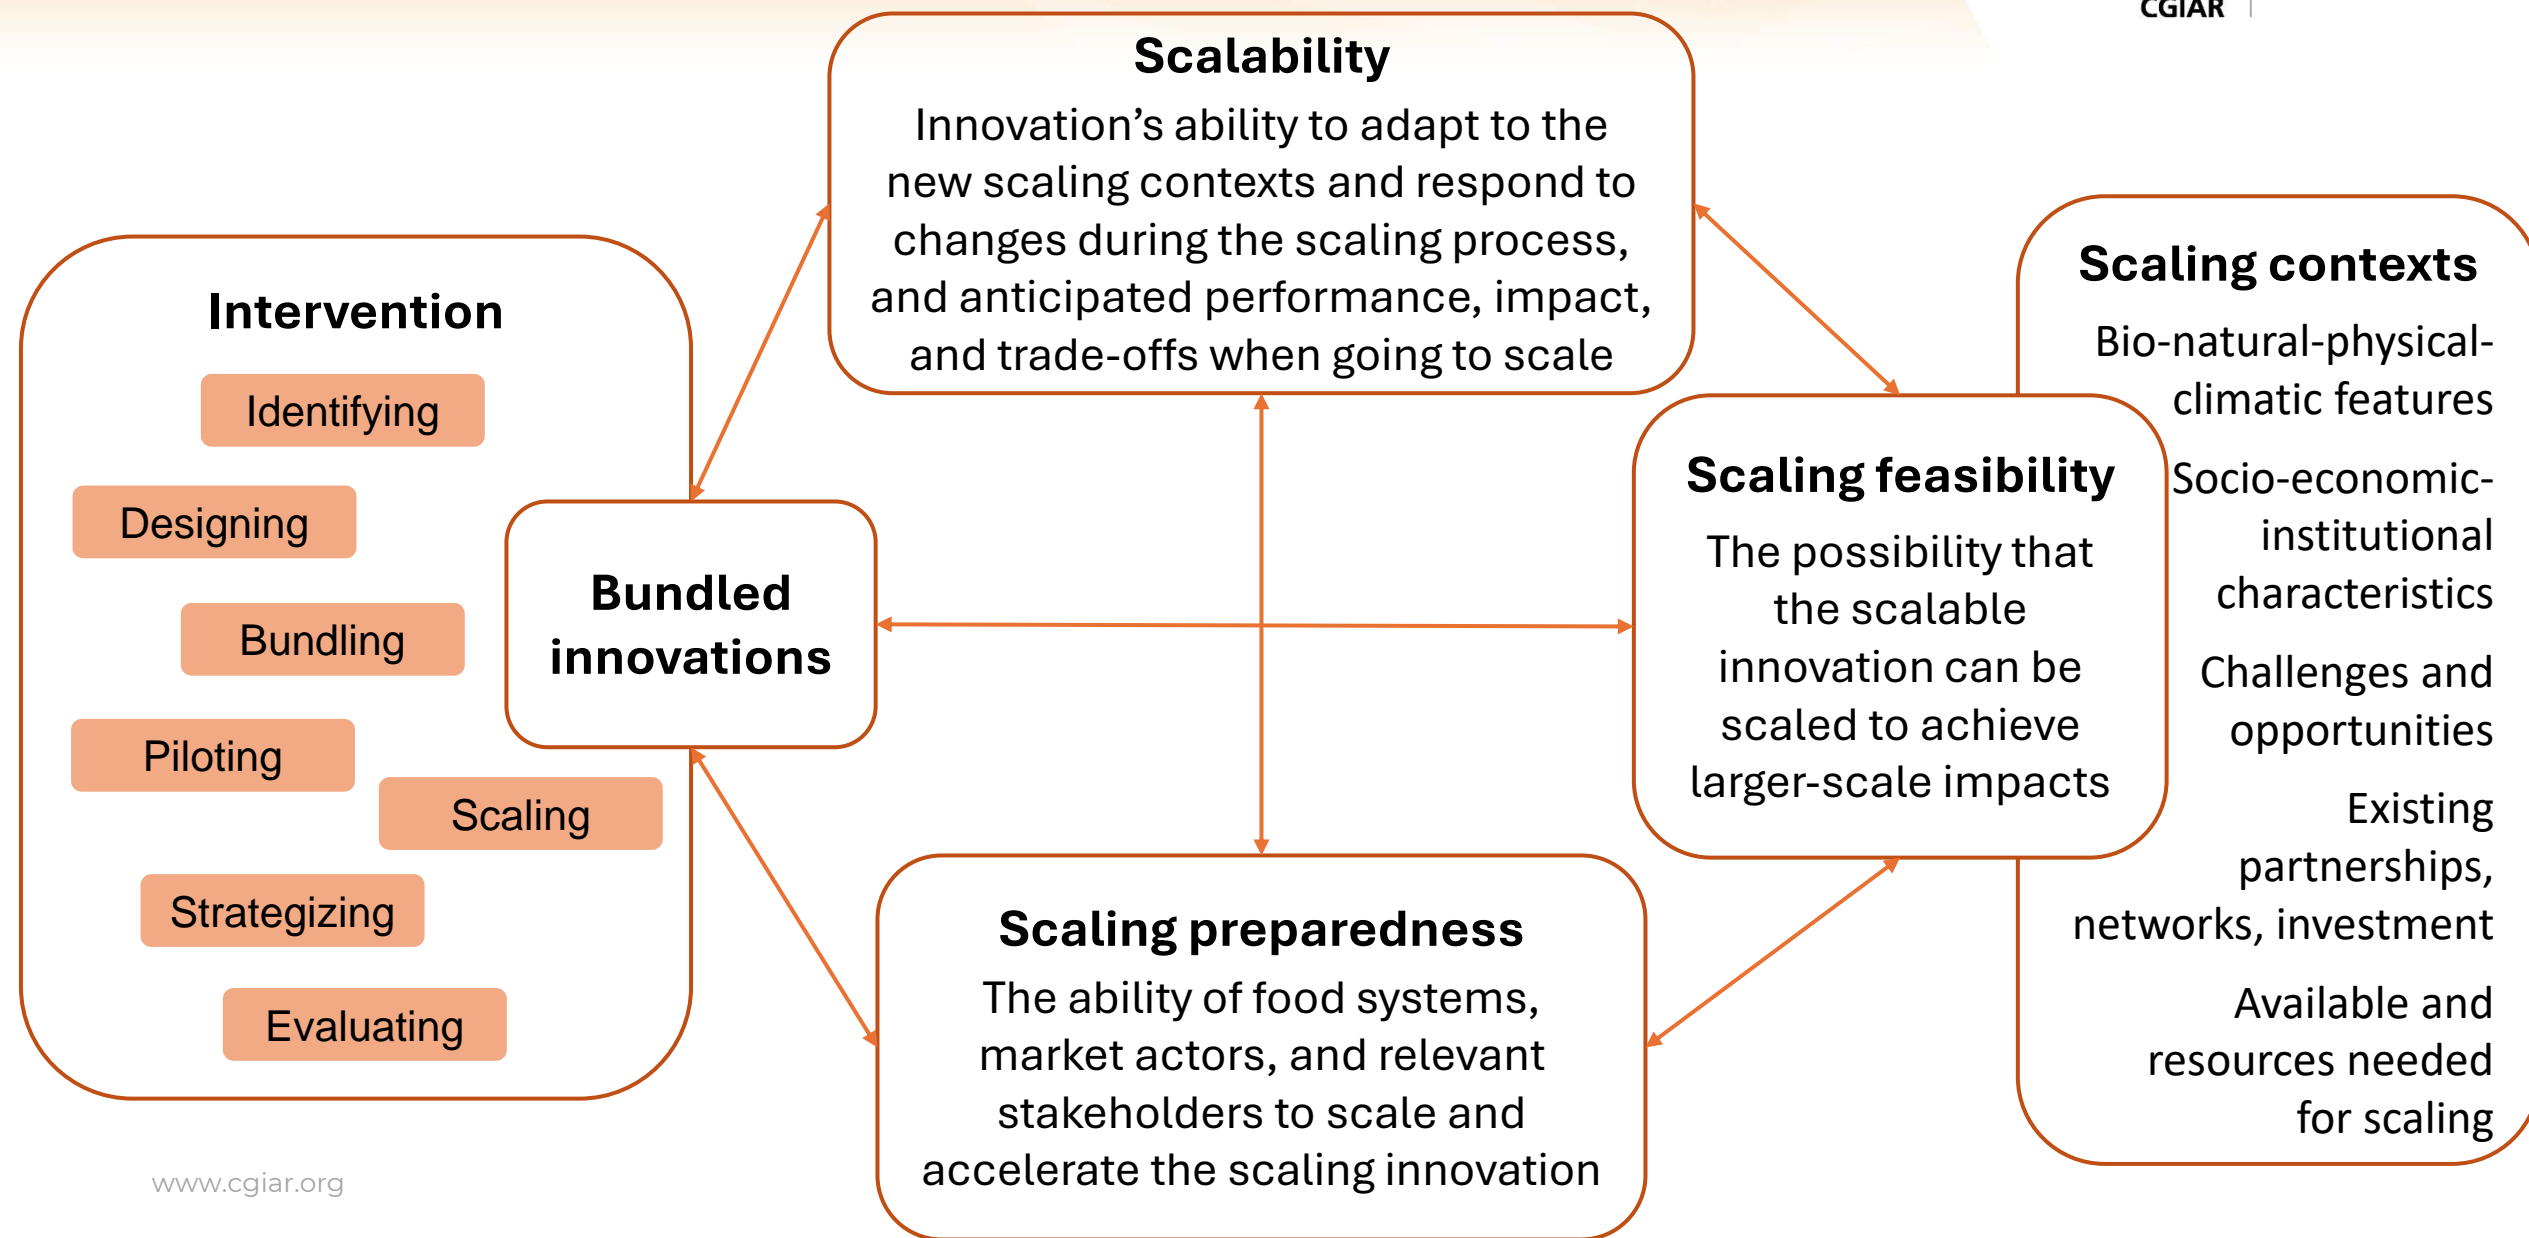 CGIAR
Scalability
Innovation’s ability to adapt to the
new scaling contexts and respond to
changes during the scaling process,
and anticipated performance, impact,
and trade-offs when going to scale
Intervention
Identifying
Designing
Bundling
Piloting
Scaling
Strategizing
Evaluating
Bundled
innovations
Scaling feasibility
The possibility that
the scalable
innovation can be
scaled to achieve
larger-scale impacts
Scaling contexts
Bio-natural-physical-
climatic features
Socio-economic-
institutional
characteristics
Challenges and
opportunities
Existing
partnerships,
networks, investment
Available and
resources needed
for scaling
Scaling preparedness
The ability of food systems,
market actors, and relevant
stakeholders to scale and
accelerate the scaling innovation
www.cgiar.org